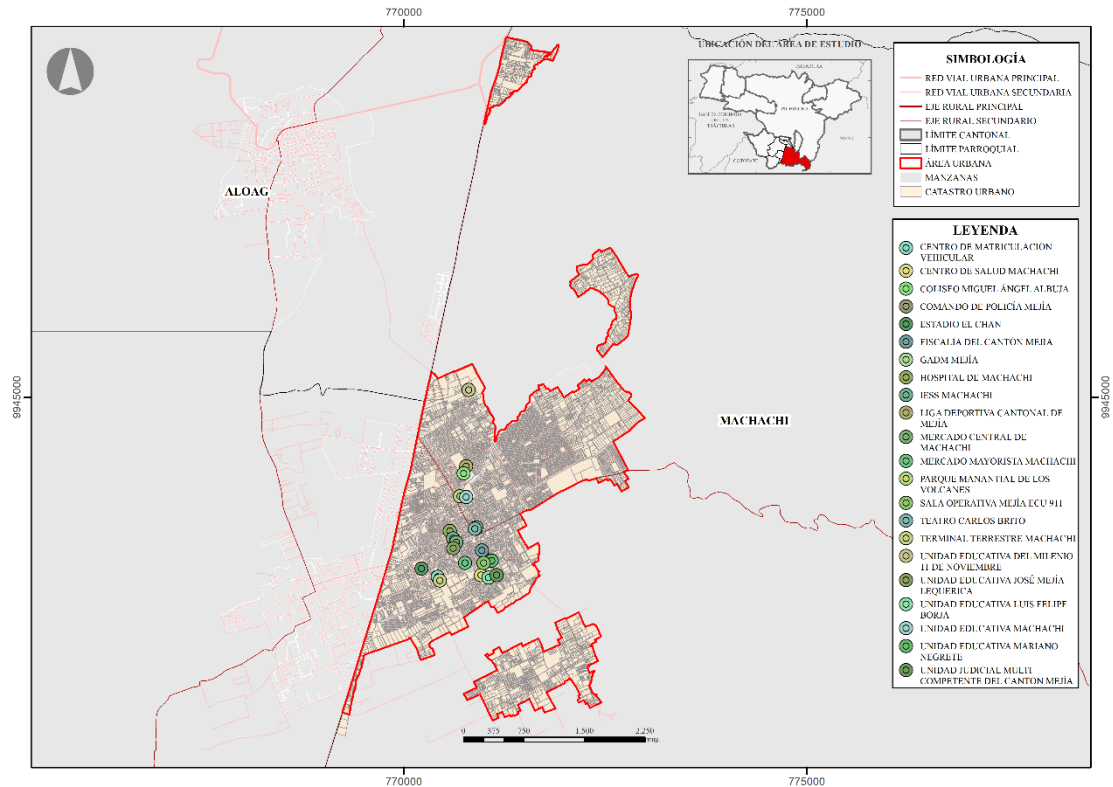 770000
775000
UBICACIÓN DEL ÁREA DE ESTUDIO
PICHINCHA
NAPO
COTOPAXI
SIMBOLOGÍA
RED VIAL URBANA PRINCIPAL
RED VIAL URBANA SECUNDARIA
EJE RURAL PRINCIPAL
EJE RURAL SECUNDARIO
LÍMITE CANTONAL
LÍMITE PARROQUIAL
ÁREA URBANA
MANZANAS
CATASTRO URBANO
ALOAG
MACHACHI
9945000
9945000
LEYENDA
CENTRO DE MATRICULACIÓN
VEHICULAR
CENTRO DE SALUD MACHACHI
COLISEO MIGUEL ÁNGEL ALBUJA
COMANDO DE POLICÍA MEJÍA
ESTADIO EL CHAN
FISCALÍA DEL CANTÓN MEJÍA
GADM MEJÍA
HOSPITAL DE MACHACHI
IESS MACHACHI
LIGA DEPORTIVA CANTONAL DE
MEJÍA
MERCADO CENTRAL DE
MACHACHI
MERCADO MAYORISTA MACHACHI
PARQUE MANANTIAL DE LOS
VOLCANES
SALA OPERATIVA MEJÍA ECU 911
TEATRO CARLOS BRITO
TERMINAL TERRESTRE MACHACHI
UNIDAD EDUCATIVA DEL MILENIO
11 DE NOVIEMBRE
UNIDAD EDUCATIVA JOSÉ MEJÍA
LEQUERICA
UNIDAD EDUCATIVA LUIS FELIPE
BORJA
UNIDAD EDUCATIVA MACHACHI
UNIDAD EDUCATIVA MARIANO
NEGRETE
UNIDAD JUDICIAL MULTI
COMPETENTE DEL CANTÓN MEJÍA
0 375 750 1,500 2,250
mts.
770000
775000